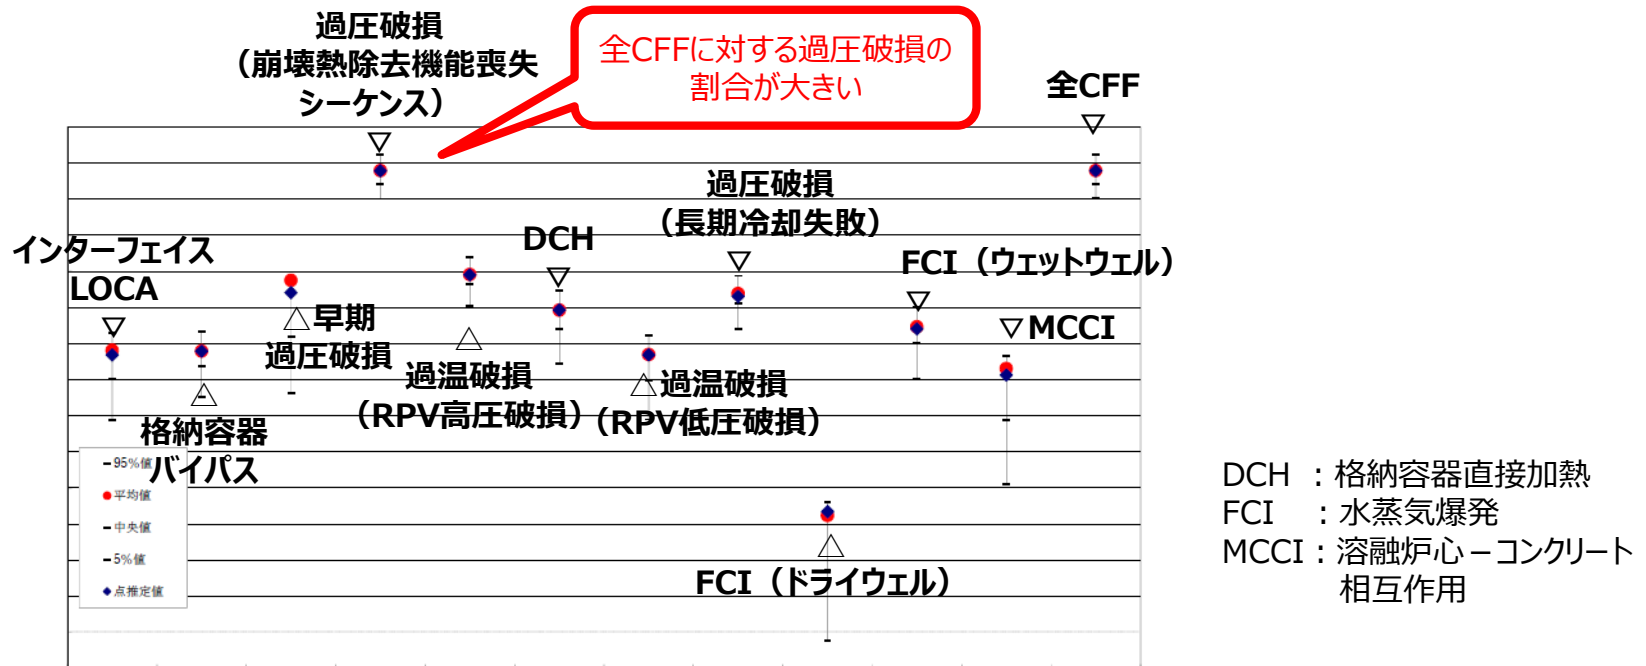 過圧破損
（崩壊熱除去機能喪失
シーケンス）
全CFFに対する過圧破損の
割合が大きい
全CFF
過圧破損
（長期冷却失敗）
DCH
インターフェイス
LOCA
FCI（ウェットウェル）
早期
過圧破損
MCCI
過温破損
（RPV高圧破損）
過温破損
（RPV低圧破損）
格納容器
バイパス
95%値
平均値
中央値
5%値
点推定値
FCI（ドライウェル）
DCH ：格納容器直接加熱
FCI ：水蒸気爆発
MCCI：溶融炉心－コンクリート
相互作用